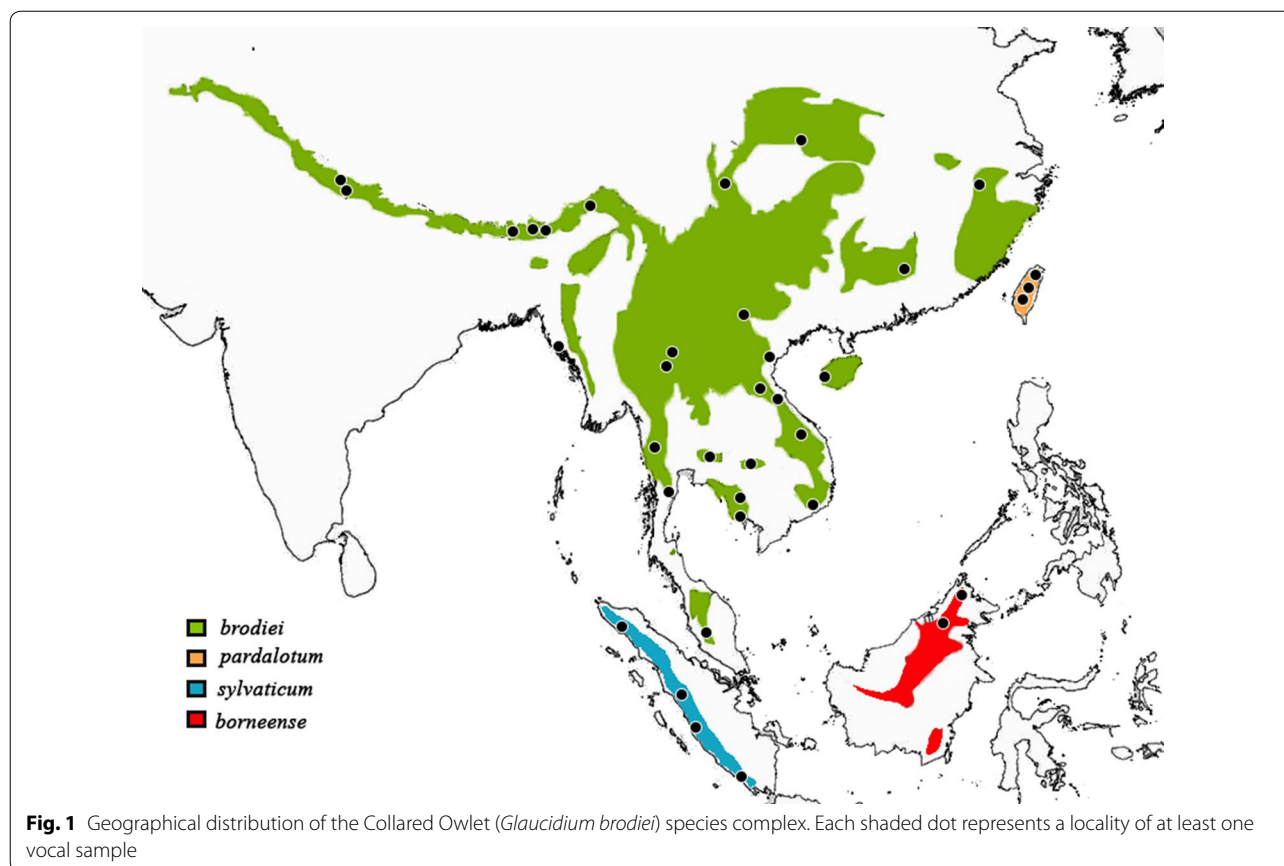 brodiei
pardalotum
sylvaticum
borneense
Fig. 1 Geographical distribution of the Collared Owlet (Glaucidium brodiei) species complex. Each shaded dot represents a locality of at least one
vocal sample